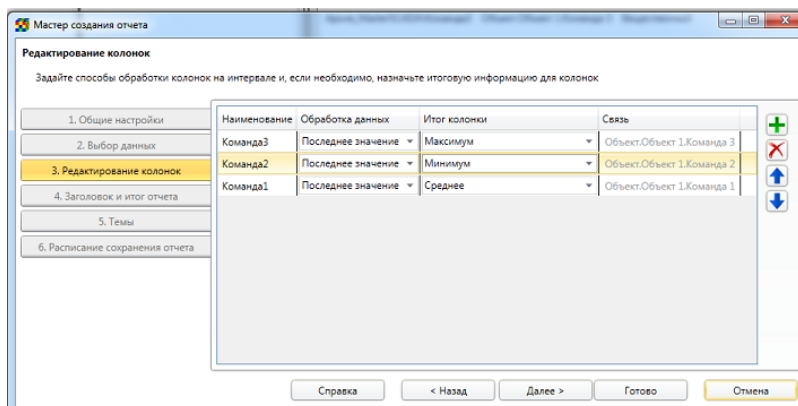 Мастер создания отчета
Редактирование колонок
Задайте способы обработки колонок на интервале и, если необходимо, назначьте итоговую информацию для колонок
1. Общие настройки
2. Выбор данных
3. Редактирование колонок
4. Заголовок и итог отчета
5. Темы
6. Расписание сохранения отчета
Наименование Обработка данных Итог колонки Связь
Команда3 Последнее значение Максимум Объект.Объект 1.Команда 3
Команда2 Последнее значение Минимум Объект.Объект 1.Команда 2
Команда1 Последнее значение Среднее Объект.Объект 1.Команда 1
Справка < Назад Далее > Готово Отмена